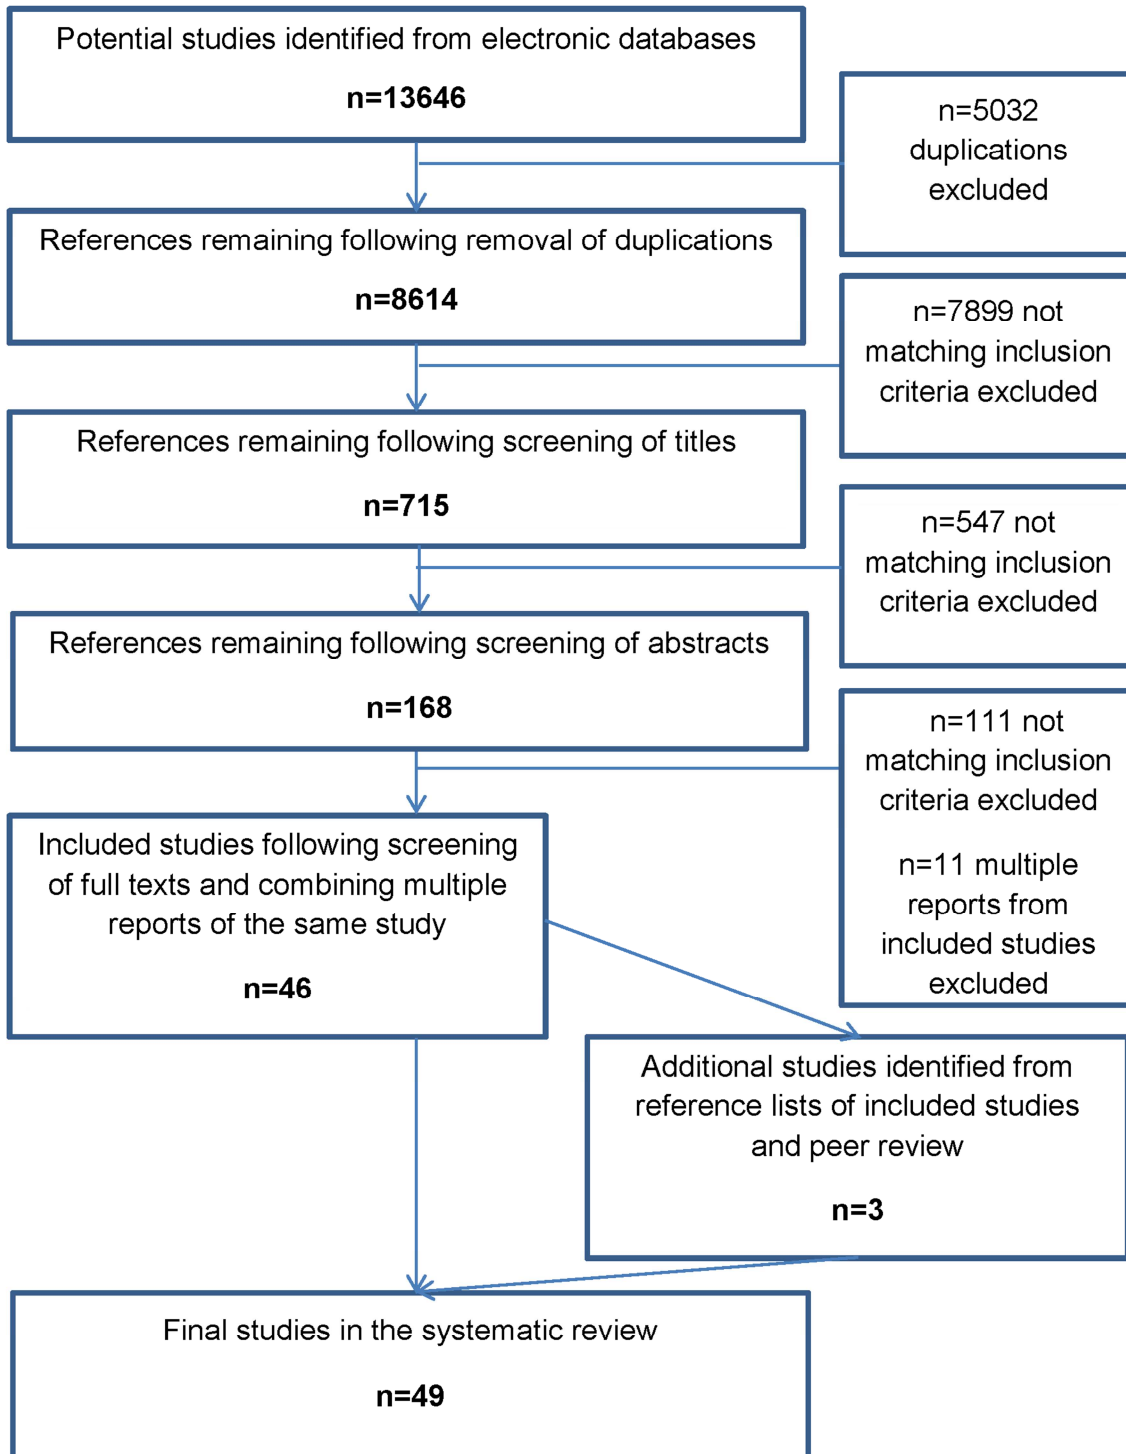 Potential studies identified from electronic databases
n=13646
n=5032
duplications
excluded
References remaining following removal of duplications
n=8614
n=7899 not
matching inclusion
criteria excluded
References remaining following screening of titles
n=715
n=547 not
matching inclusion
criteria excluded
References remaining following screening of abstracts
n=168
n=111 not
matching inclusion
criteria excluded
n=11 multiple
reports from
included studies
excluded
Included studies following screening
of full texts and combining multiple
reports of the same study
n=46
Additional studies identified from
reference lists of included studies
and peer review
n=3
Final studies in the systematic review
n=49